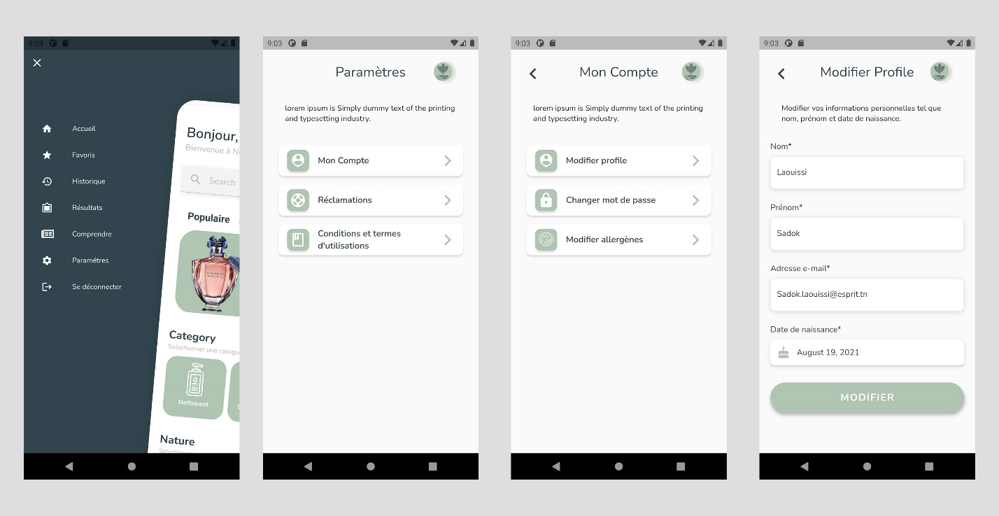 9:03
Accueil
Favoris
Historique
Résultats
Comprendre
Paramétres
Se déconnecter
Bonjour,
Bienvenue à N
Search
Populaire
Category
Selectionner une catego
Nettoyant
Nature
9:03
Paramètres
lorem ipsum is Simply dummy text of the printing
and typesetting industry.
Mon Compte
Réclamations
Conditions et termes
d'utilisations
9:03
Mon Compte
lorem ipsum is Simply dummy text of the printing
and typesetting industry.
Modifier profile
Changer mot de passe
Modifier allergènes
9:03
Modifier Profile
Modifier vos informations personnelles tel que
nom, prénom et date de naissance.
Nom*
Laouissi
Prénom*
Sadok
Adresse e-mail*
Sadok.laouissi@esprit.tn
Date de naissance*
August 19, 2021
MODIFIER